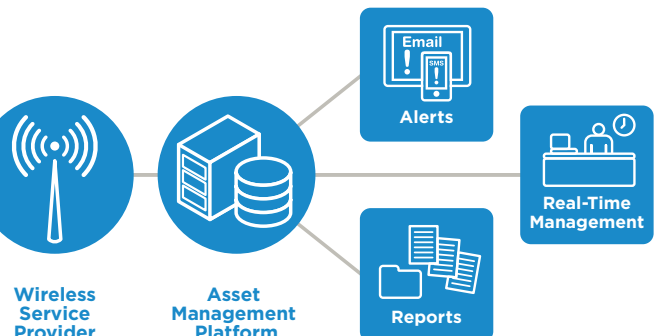 Email
!
SMS
!
Alerts
Real-Time
Management
Wireless
Service
Provider
Asset
Management
Platform
Reports